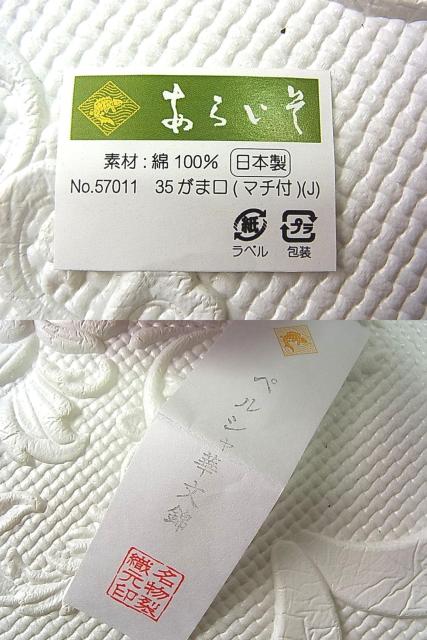 あらいそ
素材:綿100% 日本製
No.57011 35がま口(マチ付)(J)
紙 プラ
ラベル 包装
ペルシャ華文錦
名物裂
織元印